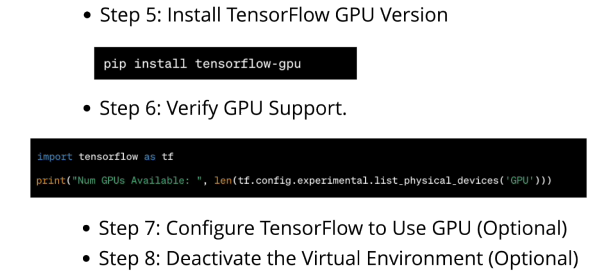 • Step 5: Install TensorFlow GPU Version
pip install tensorflow-gpu
• Step 6: Verify GPU Support.
import tensorflow as tf
print("Num GPUs Available: ", len(tf.config.experimental.list_physical_devices('GPU')))
• Step 7: Configure TensorFlow to Use GPU (Optional)
• Step 8: Deactivate the Virtual Environment (Optional)